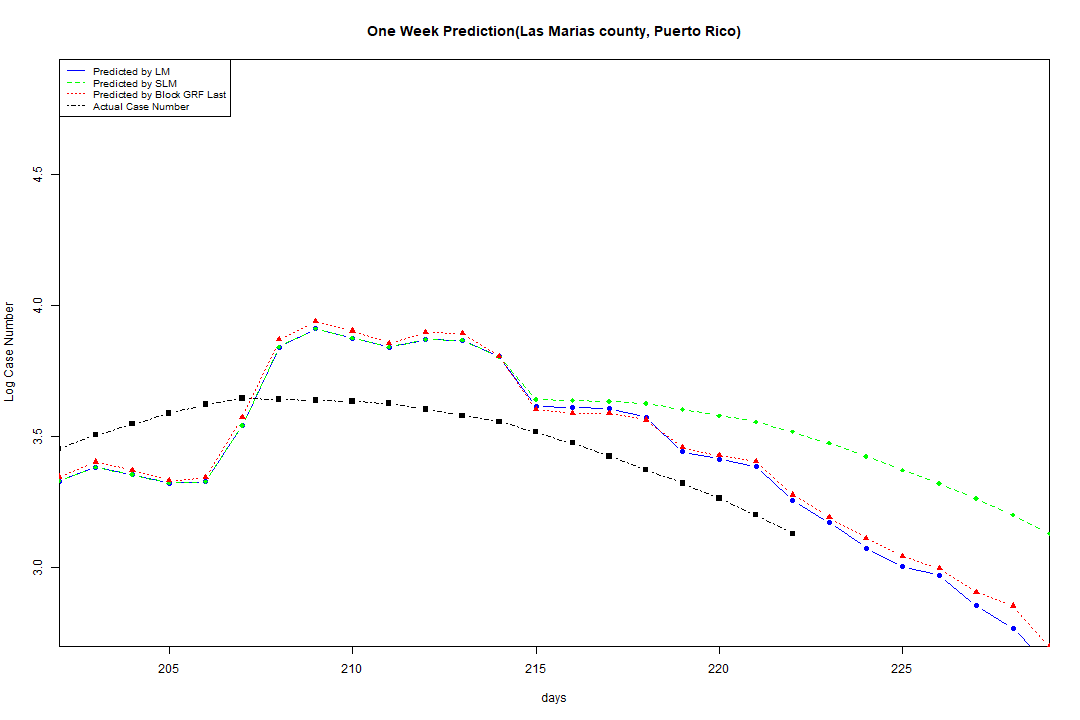 One Week Prediction(Las Marias county, Puerto Rico)
Predicted by LM
Predicted by SLM
Predicted by Block GRF Last
Actual Case Number
Log Case Number
4.5
4.0
3.5
3.0
205 210 215 220 225
days